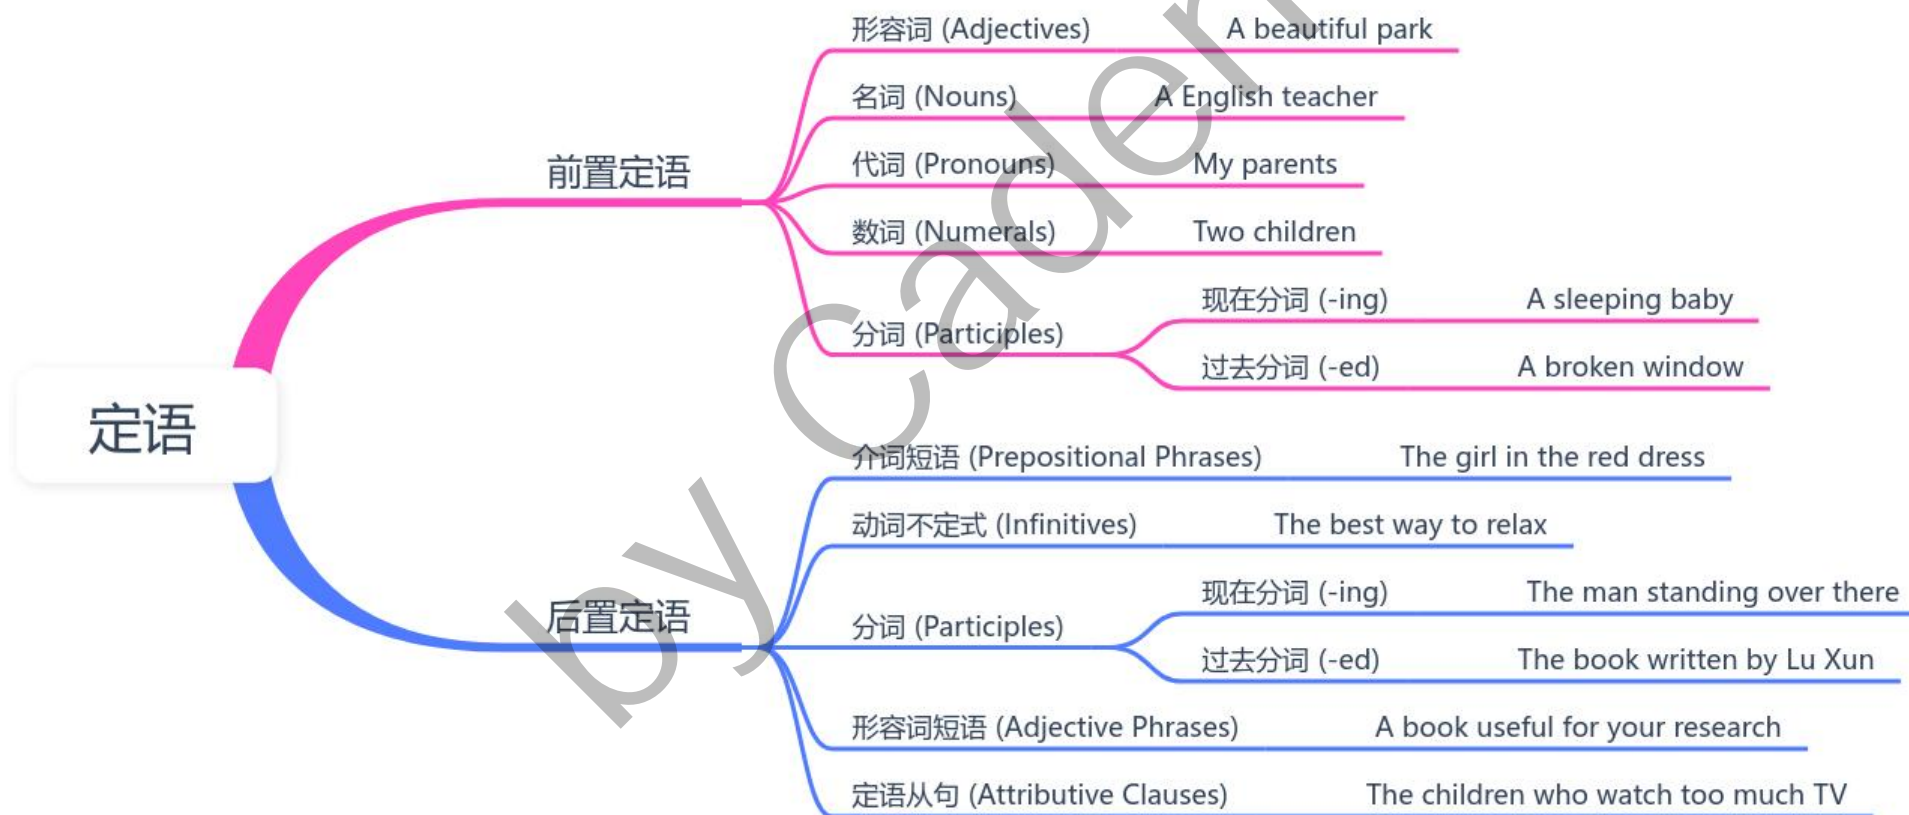 定语
前置定语
形容词 (Adjectives) A beautiful park
名词 (Nouns) A English teacher
代词 (Pronouns) My parents
数词 (Numerals) Two children
分词 (Participles)
现在分词 (-ing) A sleeping baby
过去分词 (-ed) A broken window
后置定语
介词短语 (Prepositional Phrases) The girl in the red dress
动词不定式 (Infinitives) The best way to relax
分词 (Participles)
现在分词 (-ing) The man standing over there
过去分词 (-ed) The book written by Lu Xun
形容词短语 (Adjective Phrases) A book useful for your research
定语从句 (Attributive Clauses) The children who watch too much TV
by